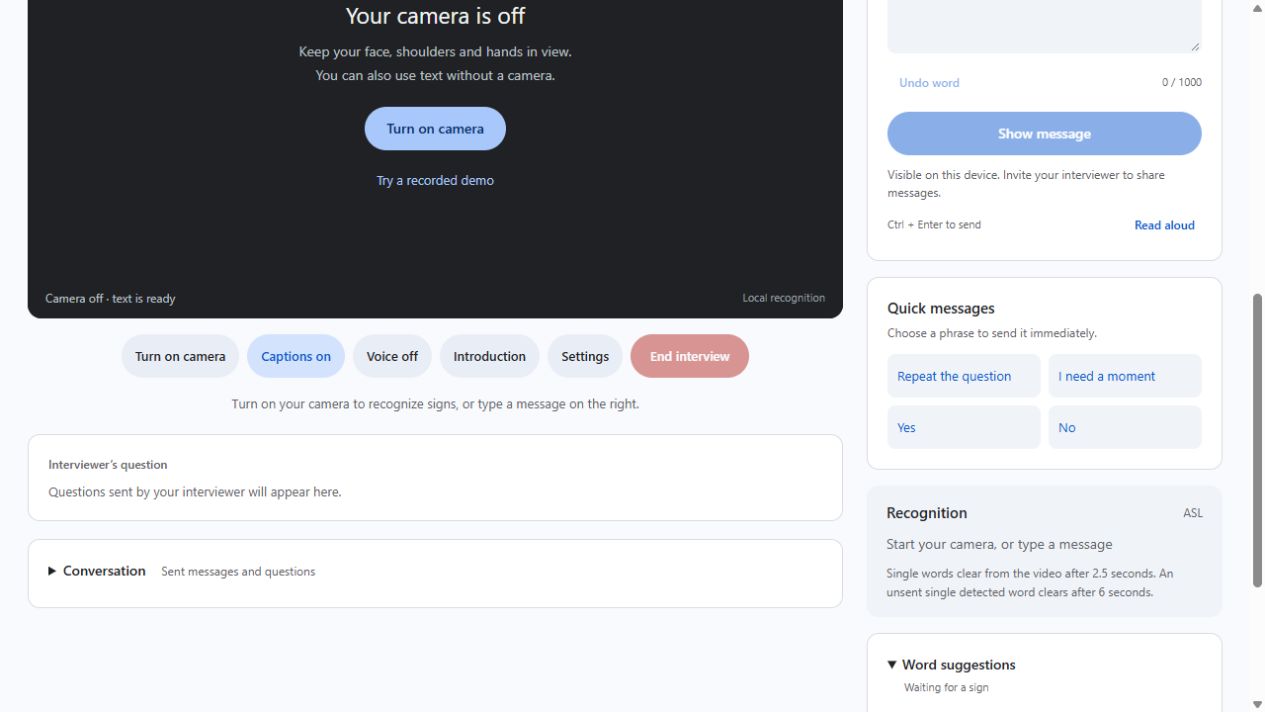 Your camera is off
Keep your face, shoulders and hands in view.
You can also use text without a camera.
Turn on camera
Try a recorded demo
Camera off · text is ready
Local recognition
Turn on camera
Captions on
Voice off
Introduction
Settings
End interview
Turn on your camera to recognize signs, or type a message on the right.
Interviewer's question
Questions sent by your interviewer will appear here.
Conversation
Sent messages and questions
Undo word
0 / 1000
Show message
Visible on this device. Invite your interviewer to share
messages.
Ctrl + Enter to send
Read aloud
Quick messages
Choose a phrase to send it immediately.
Repeat the question
I need a moment
Yes
No
Recognition
ASL
Start your camera, or type a message
Single words clear from the video after 2.5 seconds. An
unsent single detected word clears after 6 seconds.
Word suggestions
Waiting for a sign